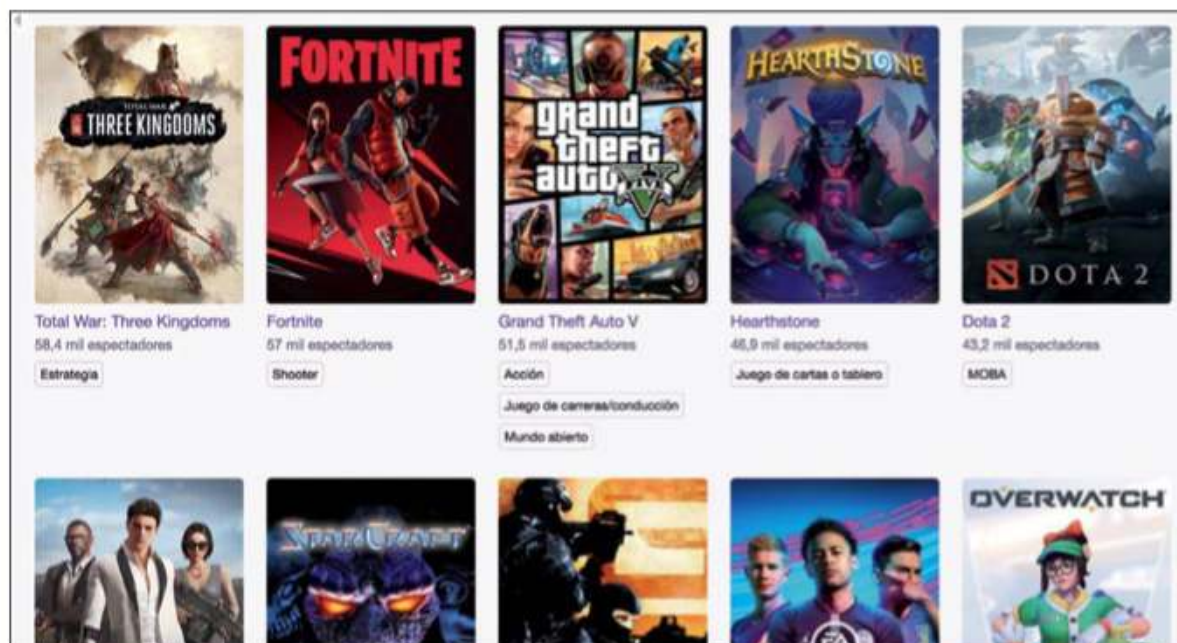 TOTAL WAR
THREE KINGDOMS
FORTNITE
grand
theft
auto
V
FIVE
HEARTHSTONE
DOTA 2
Total War: Three Kingdoms
58,4 mil espectadores
Estrategia
Fortnite
57 mil espectadores
Shooter
Grand Theft Auto V
51,5 mil espectadores
Acción
Juego de carreras/conducción
Mundo abierto
Hearthstone
46,9 mil espectadores
Juego de cartas o tablero
Dota 2
43,2 mil espectadores
MOBA
STARCRAFT
EA
OVERWATCH